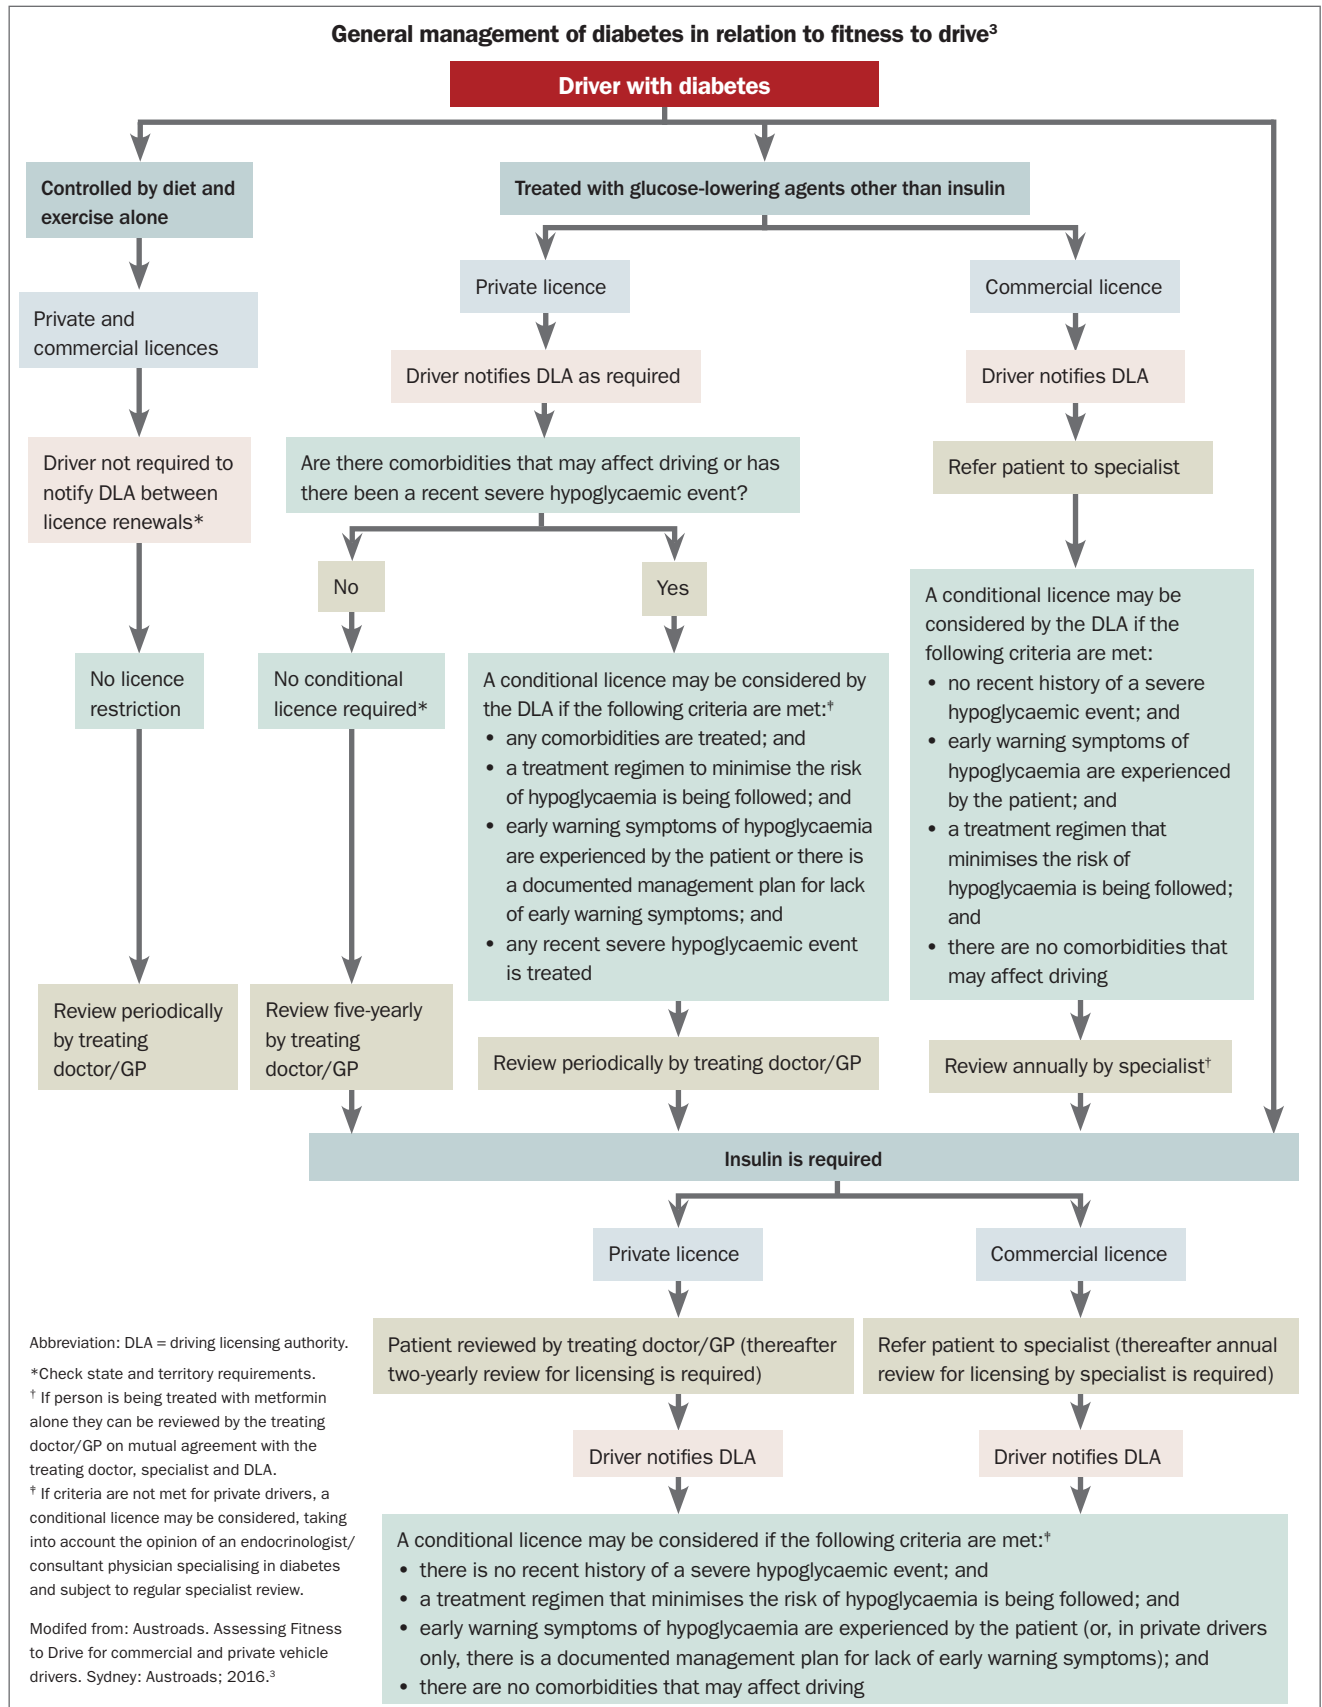 General management of diabetes in relation to fitness to drive³
Driver with diabetes
Controlled by diet and
exercise alone
Private and
commercial licences
Driver not required to
notify DLA between
licence renewals*
No licence
restriction
Review periodically
by treating
doctor/GP
Treated with glucose-lowering agents other than insulin
Private licence
Driver notifies DLA as required
Are there comorbidities that may affect driving or has
there been a recent severe hypoglycaemic event?
No
No conditional
licence required*
Review five-yearly
by treating
doctor/GP
Yes
A conditional licence may be considered by
the DLA if the following criteria are met:‡
• any comorbidities are treated; and
• a treatment regimen to minimise the risk
of hypoglycaemia is being followed; and
• early warning symptoms of hypoglycaemia
are experienced by the patient or there is
a documented management plan for lack
of early warning symptoms; and
• any recent severe hypoglycaemic event
is treated
Review periodically by treating doctor/GP
Commercial licence
Driver notifies DLA
Refer patient to specialist
A conditional licence may be
considered by the DLA if the
following criteria are met:
• no recent history of a severe
hypoglycaemic event; and
• early warning symptoms of
hypoglycaemia are experienced
by the patient; and
• a treatment regimen that
minimises the risk of
hypoglycaemia is being followed;
and
• there are no comorbidities that
may affect driving
Review annually by specialist†
Insulin is required
Private licence
Patient reviewed by treating doctor/GP (thereafter
two-yearly review for licensing is required)
Driver notifies DLA
Commercial licence
Refer patient to specialist (thereafter annual
review for licensing by specialist is required)
Driver notifies DLA
A conditional licence may be considered if the following criteria are met:‡
• there is no recent history of a severe hypoglycaemic event; and
• a treatment regimen that minimises the risk of hypoglycaemia is being followed; and
• early warning symptoms of hypoglycaemia are experienced by the patient (or, in private drivers
only, there is a documented management plan for lack of early warning symptoms); and
• there are no comorbidities that may affect driving
Abbreviation: DLA = driving licensing authority.
*Check state and territory requirements.
† If person is being treated with metformin
alone they can be reviewed by the treating
doctor/GP on mutual agreement with the
treating doctor, specialist and DLA.
‡ If criteria are not met for private drivers, a
conditional licence may be considered, taking
into account the opinion of an endocrinologist/
consultant physician specialising in diabetes
and subject to regular specialist review.
Modifed from: Austroads. Assessing Fitness
to Drive for commercial and private vehicle
drivers. Sydney: Austroads; 2016.³